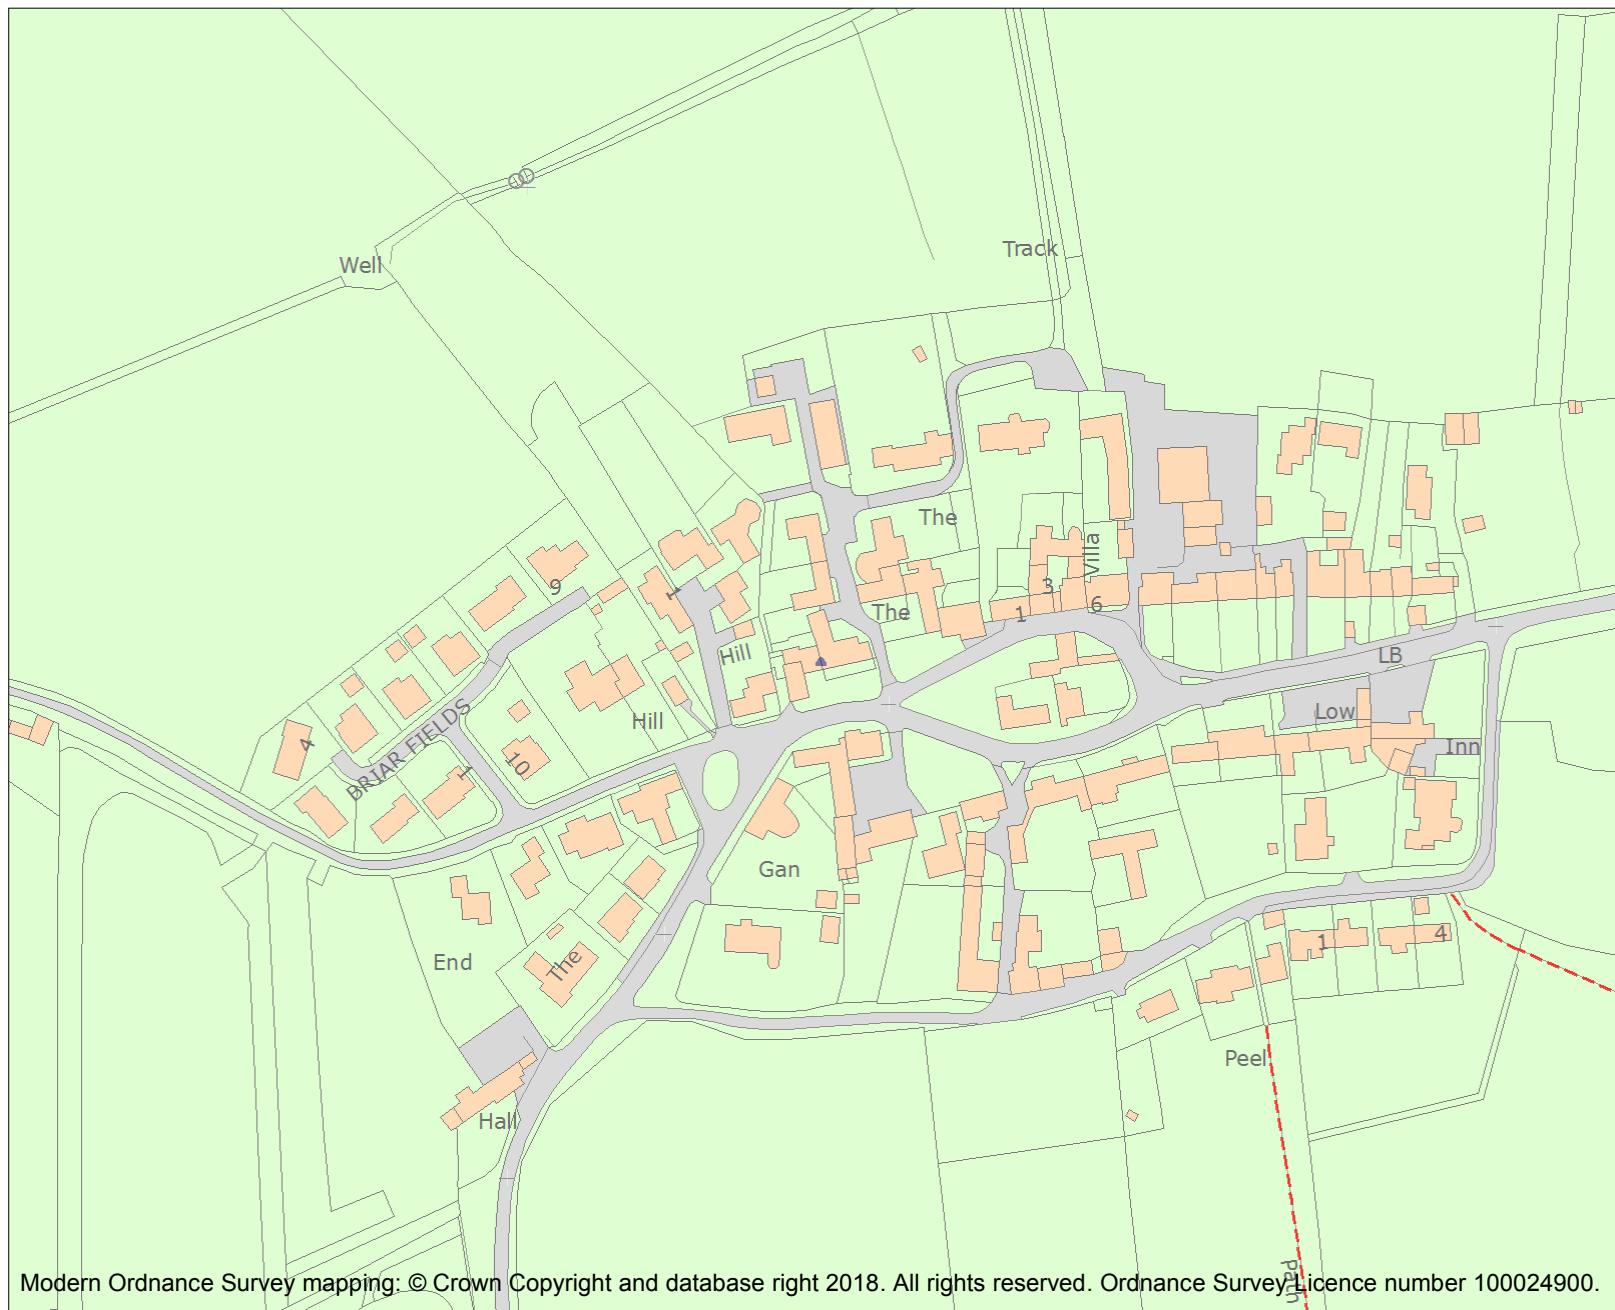 Track
Well
The
Villa
9
1
3
The
1
6
Hill
LB
Hill
Low
BRIAR FIELDS
4
Inn
1
10
Gan
1
4
End
The
Peel
Hall
Path
Modern Ordnance Survey mapping: © Crown Copyright and database right 2018. All rights reserved. Ordnance Survey Licence number 100024900.